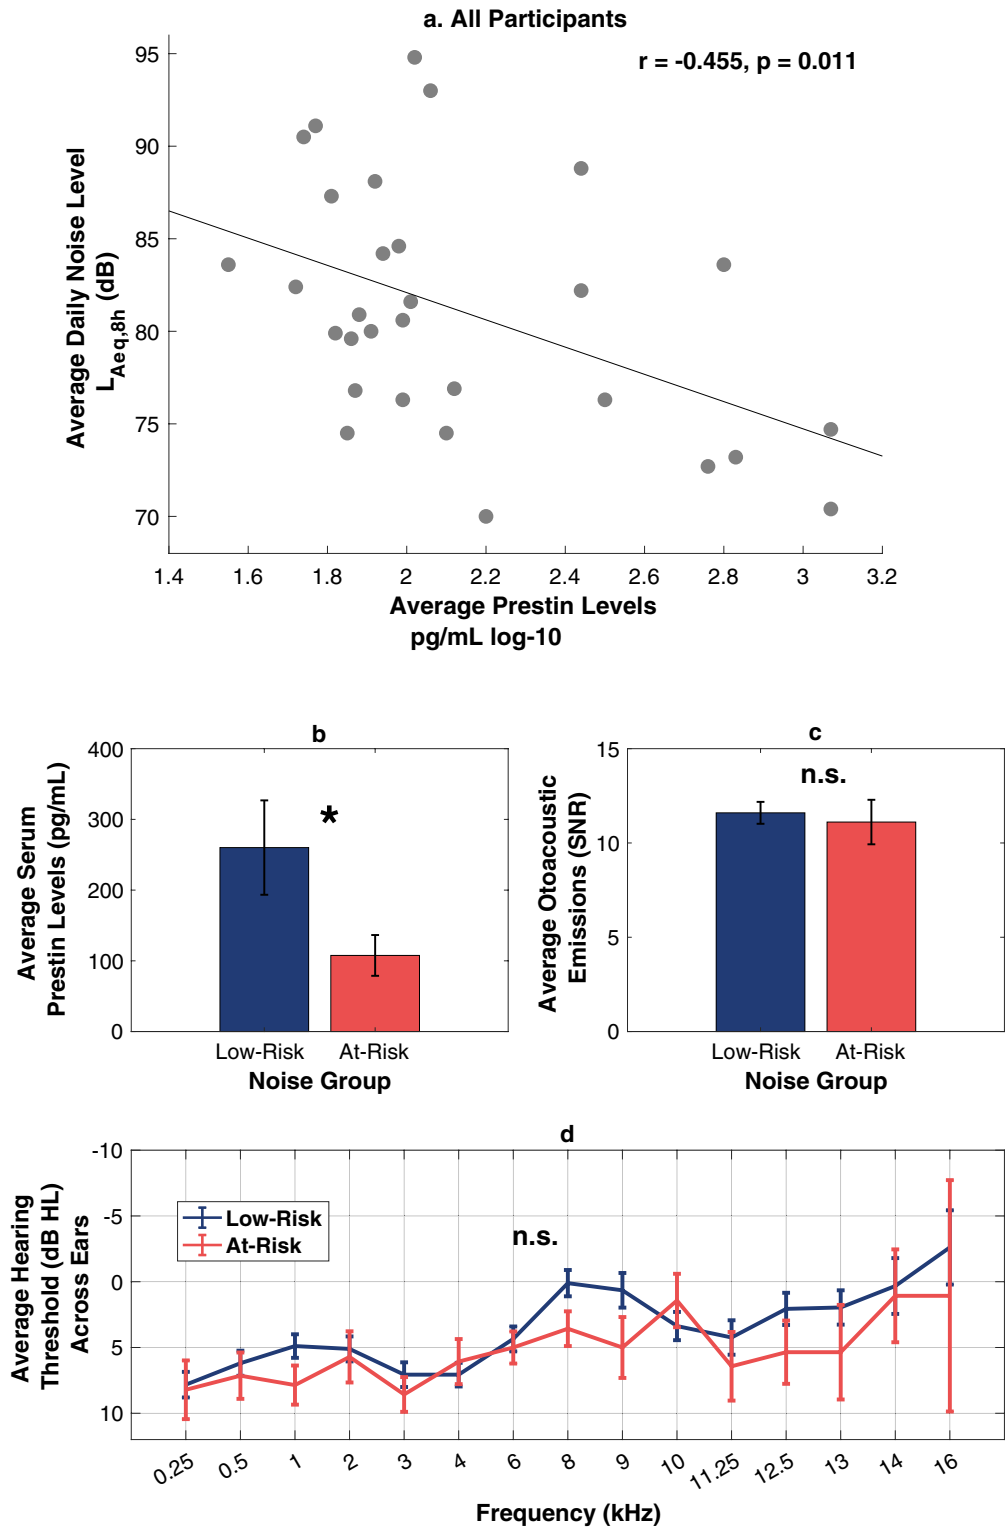 a. All Participants
r = -0.455, p = 0.011
Average Daily Noise Level
L_Aeq,8h (dB)
95
90
85
80
75
70
1.4 1.6 1.8 2 2.2 2.4 2.6 2.8 3 3.2
Average Prestin Levels
pg/mL log-10
b
Average Serum
Prestin Levels (pg/mL)
400
300
200
100
0
*
Low-Risk At-Risk
Noise Group
c
Average Otoacoustic
Emissions (SNR)
15
10
5
0
n.s.
Low-Risk At-Risk
Noise Group
d
Average Hearing
Threshold (dB HL)
Across Ears
-10
-5
0
5
10
Low-Risk
At-Risk
n.s.
0.25 0.5 1 2 3 4 6 8 9 10 11.25 12.5 13 14 16
Frequency (kHz)